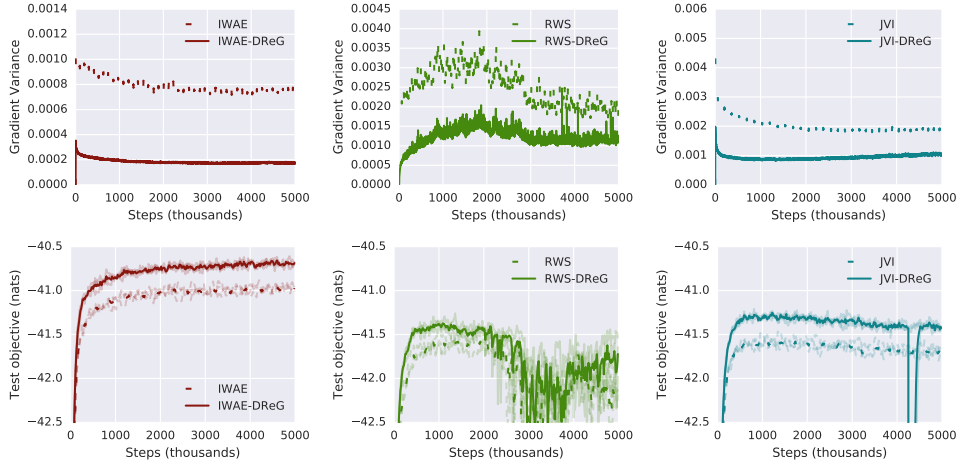 0.0014
0.0012
0.0010
0.0008
0.0006
0.0004
0.0002
0.0000
Gradient Variance
IWAE
IWAE-DReG
0 1000 2000 3000 4000 5000
Steps (thousands)
0.0045
0.0040
0.0035
0.0030
0.0025
0.0020
0.0015
0.0010
0.0005
0.0000
Gradient Variance
RWS
RWS-DReG
0 1000 2000 3000 4000 5000
Steps (thousands)
0.006
0.005
0.004
0.003
0.002
0.001
0.000
Gradient Variance
JVI
JVI-DReG
0 1000 2000 3000 4000 5000
Steps (thousands)
−40.5
−41.0
−41.5
−42.0
−42.5
Test objective (nats)
IWAE
IWAE-DReG
0 1000 2000 3000 4000 5000
Steps (thousands)
−40.5
−41.0
−41.5
−42.0
−42.5
Test objective (nats)
RWS
RWS-DReG
0 1000 2000 3000 4000 5000
Steps (thousands)
−40.5
−41.0
−41.5
−42.0
−42.5
Test objective (nats)
JVI
JVI-DReG
0 1000 2000 3000 4000 5000
Steps (thousands)